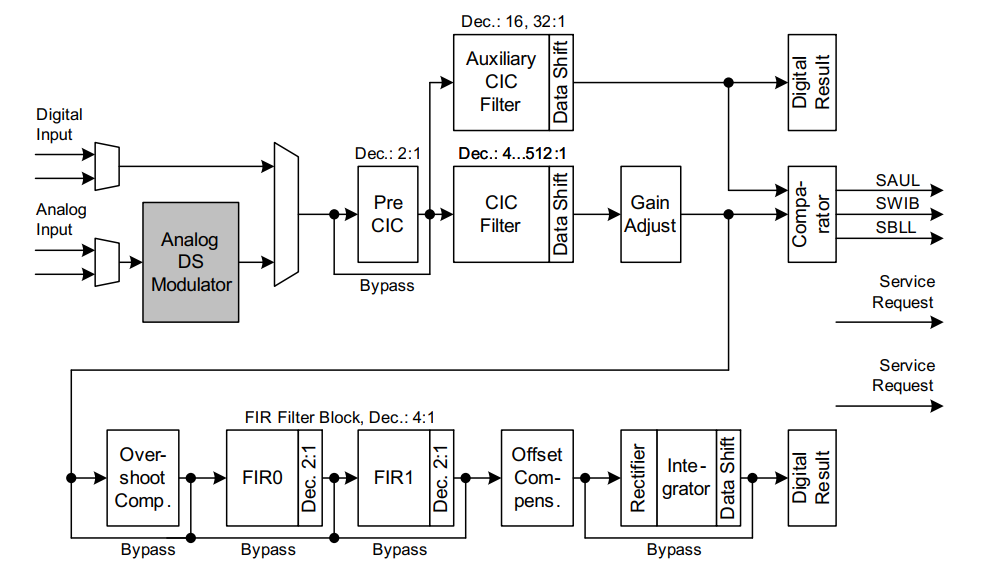 Dec.: 16, 32:1
Auxiliary
CIC
Filter
Data Shift
Digital
Result
Digital
Input
Dec.: 2:1
Dec.: 4...512:1
Pre
CIC
CIC
Filter
Data Shift
Gain
Adjust
Compa-
rator
SAUL
SWIB
SBLL
Analog
Input
Analog
DS
Modulator
Bypass
Service
Request
Service
Request
FIR Filter Block, Dec.: 4:1
Over-
shoot
Comp.
FIR0
Dec. 2:1
FIR1
Dec. 2:1
Offset
Com-
pens.
Rectifier
Inte-
grator
Data Shift
Digital
Result
Bypass
Bypass
Bypass
Bypass